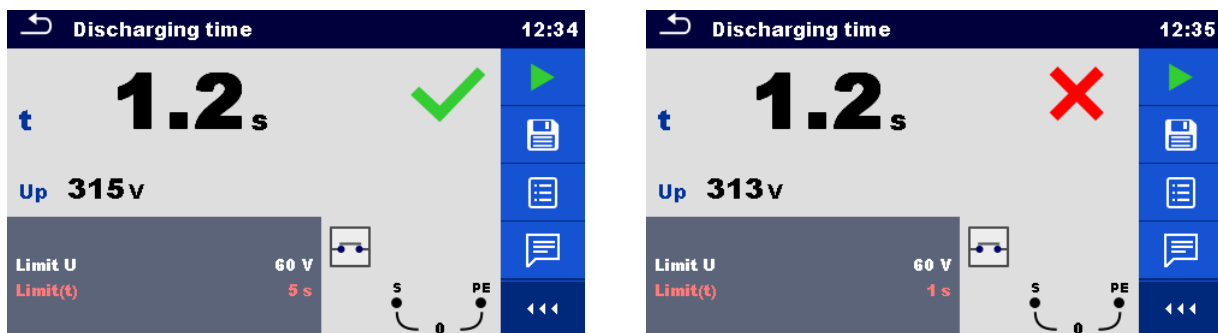 Discharging time 12:34
t 1.2 s
Up 315 V
Limit U 60 V
Limit(t) 5 s
S PE
0
Discharging time 12:35
t 1.2 s
Up 313 V
Limit U 60 V
Limit(t) 1 s
S PE
0